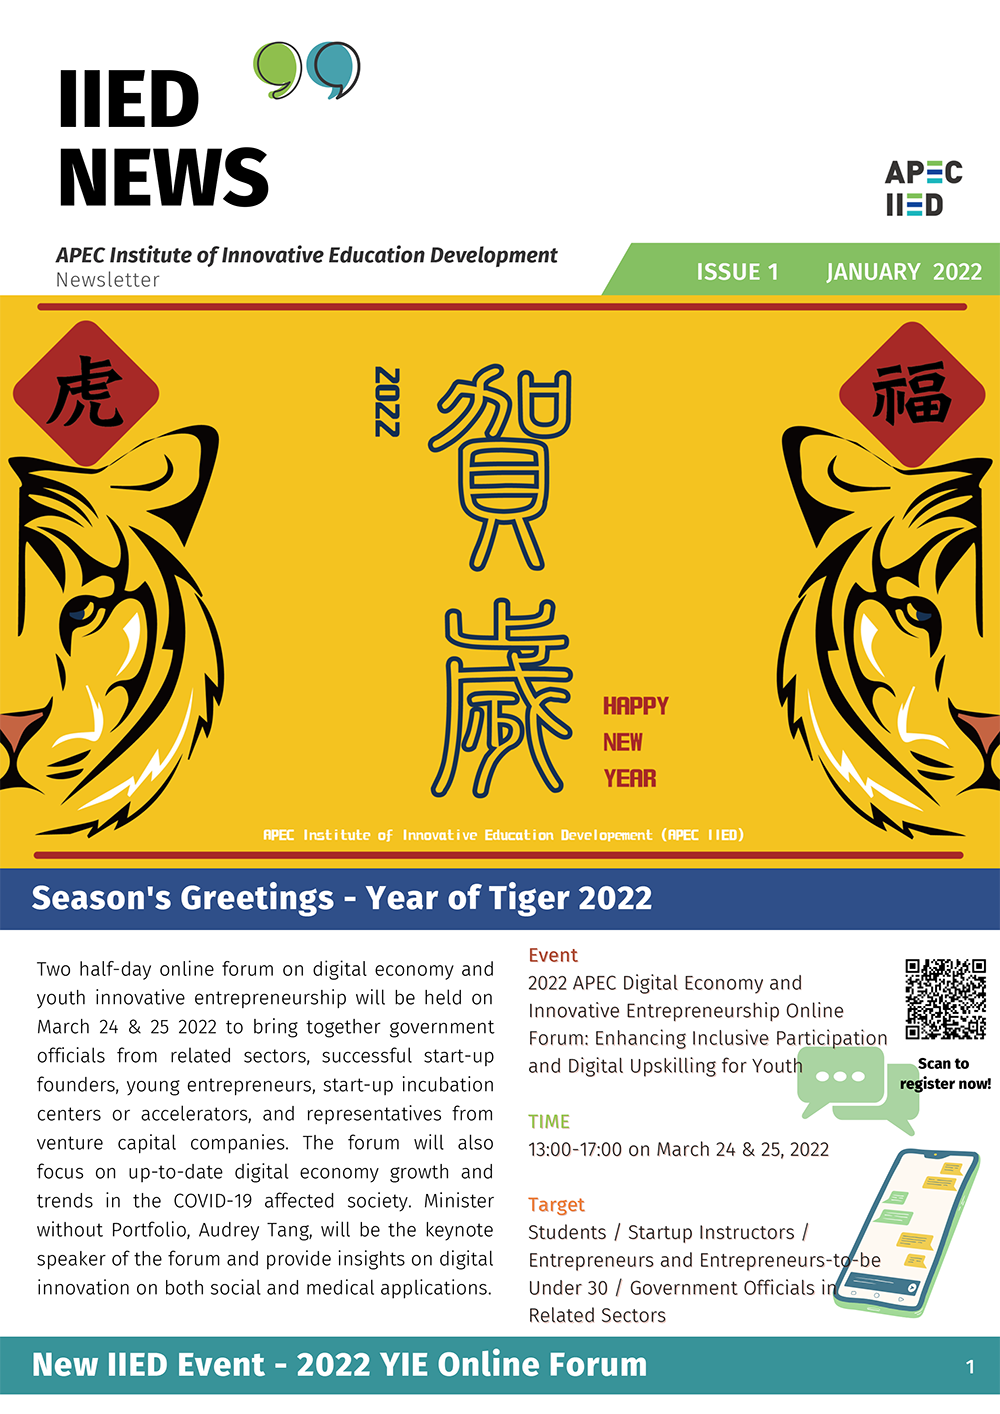 IIED
NEWS
APEC
IIED
APEC Institute of Innovative Education Development
Newsletter
ISSUE 1 JANUARY 2022
虎
福
2022
賀
歲
HAPPY
NEW
YEAR
APEC Institute of Innovative Education Developement (APEC IIED)
Season's Greetings - Year of Tiger 2022
Two half-day online forum on digital economy and
youth innovative entrepreneurship will be held on
March 24 & 25 2022 to bring together government
officials from related sectors, successful start-up
founders, young entrepreneurs, start-up incubation
centers or accelerators, and representatives from
venture capital companies. The forum will also
focus on up-to-date digital economy growth and
trends in the COVID-19 affected society. Minister
without Portfolio, Audrey Tang, will be the keynote
speaker of the forum and provide insights on digital
innovation on both social and medical applications.
Event
2022 APEC Digital Economy and
Innovative Entrepreneurship Online
Forum: Enhancing Inclusive Participation
and Digital Upskilling for Youth
Scan to
register now!
TIME
13:00-17:00 on March 24 & 25, 2022
Target
Students / Startup Instructors /
Entrepreneurs and Entrepreneurs-to-be
Under 30 / Government Officials in
Related Sectors
New IIED Event - 2022 YIE Online Forum
1